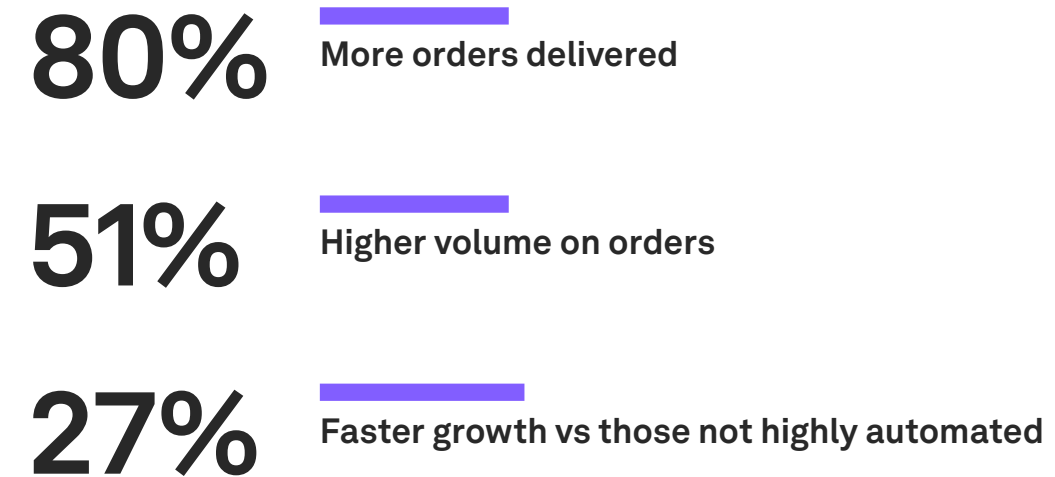 80%
More orders delivered
51%
Higher volume on orders
27%
Faster growth vs those not highly automated